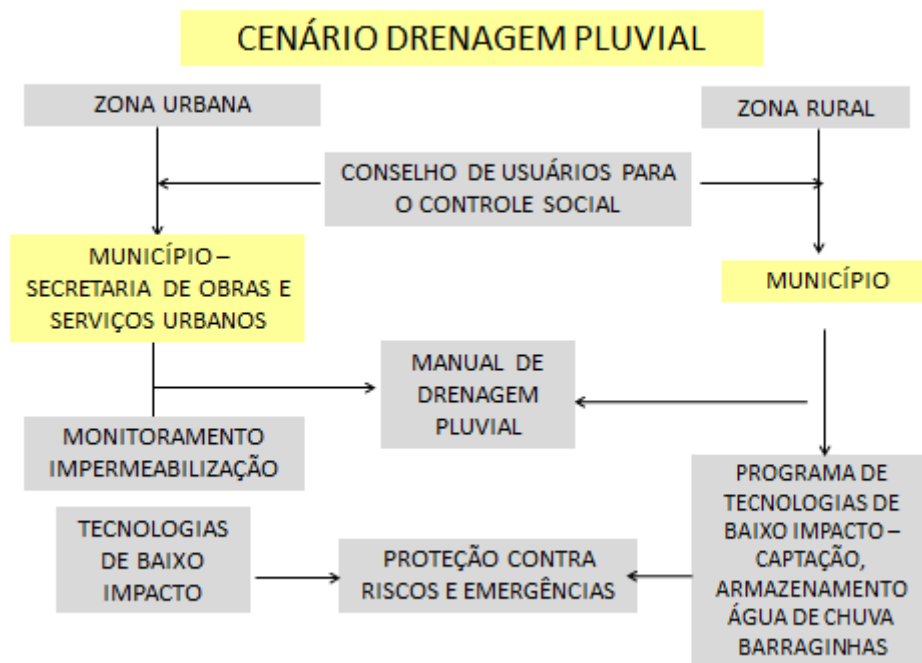 CENÁRIO DRENAGEM PLUVIAL
ZONA URBANA
ZONA RURAL
CONSELHO DE USUÁRIOS PARA
O CONTROLE SOCIAL
MUNICÍPIO –
SECRETARIA DE OBRAS E
SERVIÇOS URBANOS
MUNICÍPIO
MANUAL DE
DRENAGEM
PLUVIAL
MONITORAMENTO
IMPERMEABILIZAÇÃO
TECNOLOGIAS
DE BAIXO
IMPACTO
PROTEÇÃO CONTRA
RISCOS E EMERGÊNCIAS
PROGRAMA DE
TECNOLOGIAS DE
BAIXO IMPACTO –
CAPTAÇÃO,
ARMAZENAMENTO
ÁGUA DE CHUVA
BARRAGINHAS